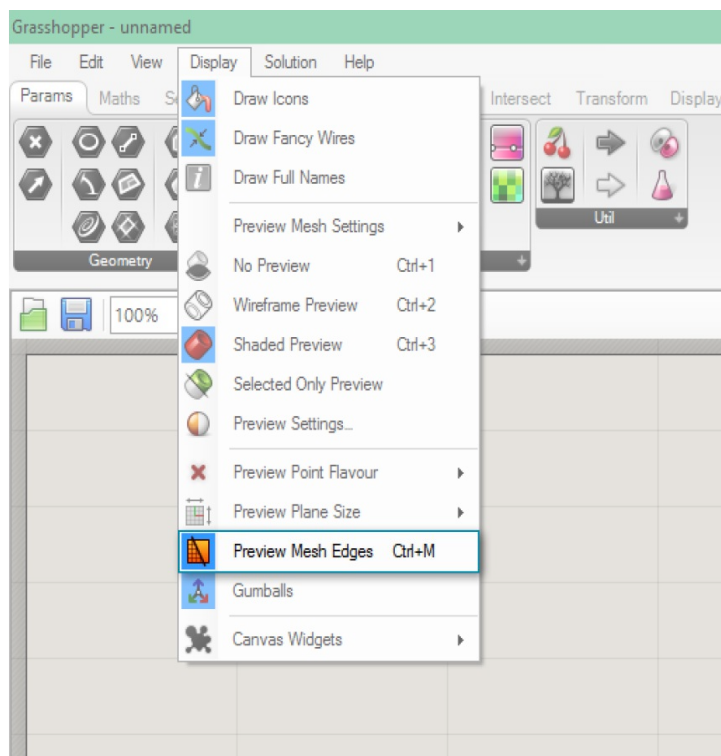 Grasshopper - unnamed
File Edit View Display Solution Help
Params Maths Intersect Transform Display
Draw Icons
Draw Fancy Wires
Draw Full Names
Preview Mesh Settings
No Preview Ctrl+1
Wireframe Preview Ctrl+2
Shaded Preview Ctrl+3
Selected Only Preview
Preview Settings...
Preview Point Flavour
Preview Plane Size
Preview Mesh Edges Ctrl+M
Gumballs
Canvas Widgets
Geometry
Util
100%